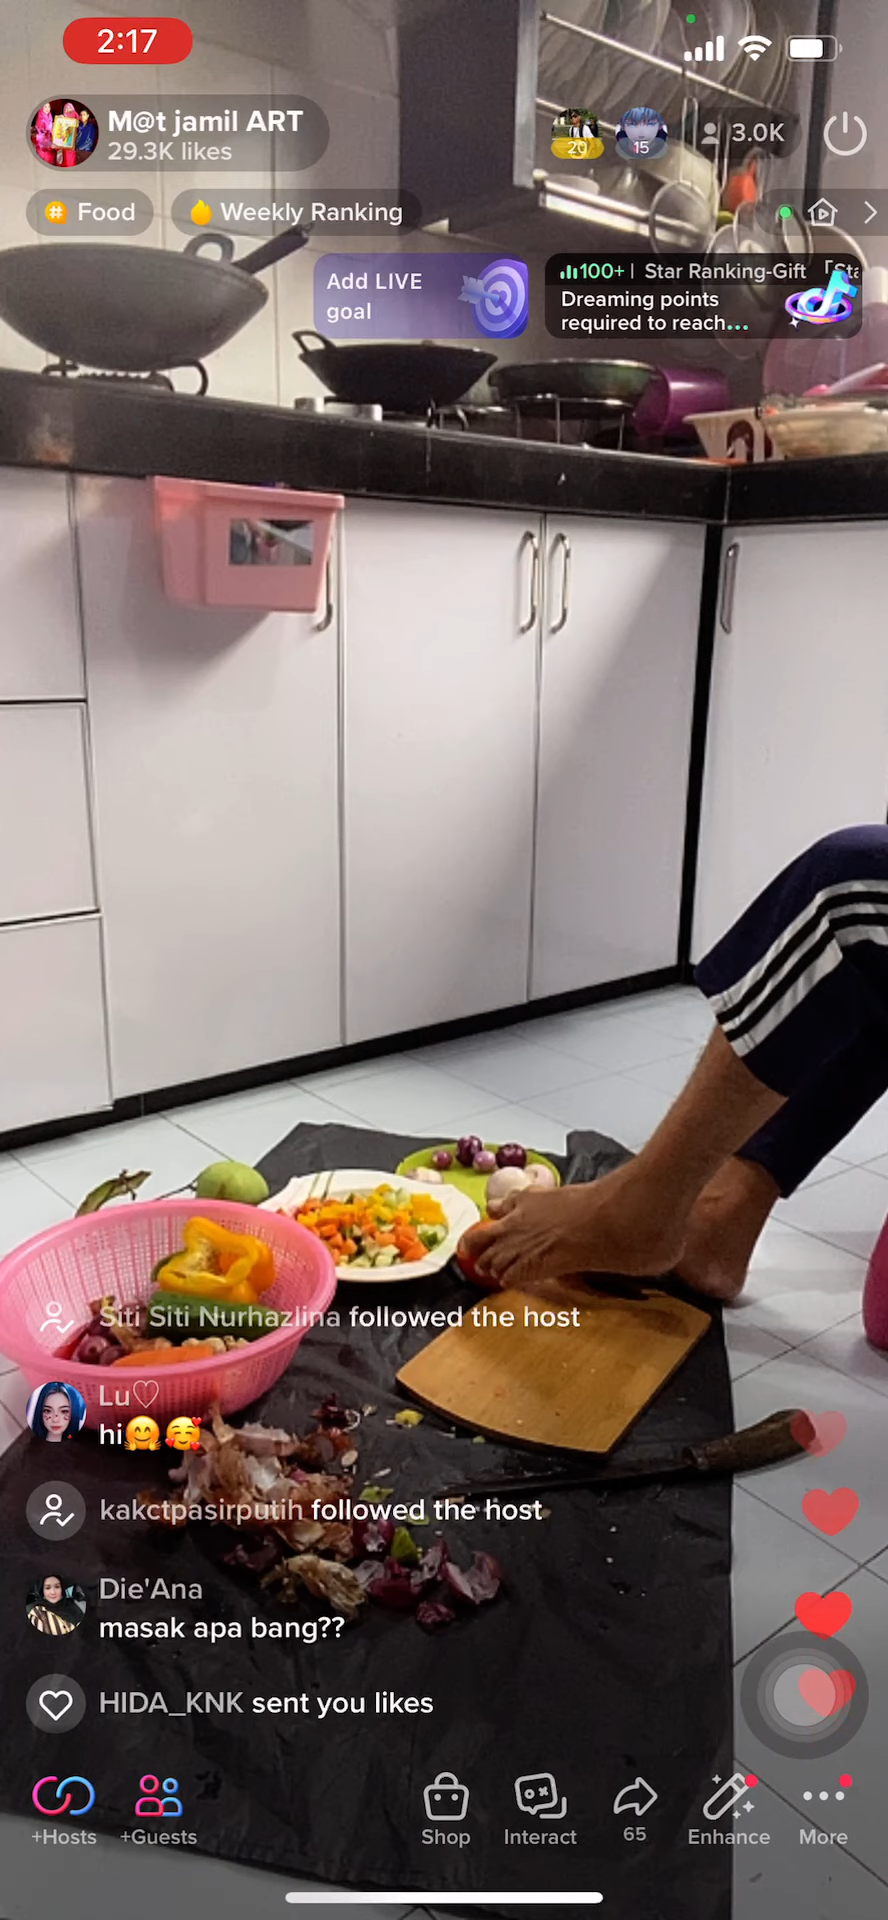 2:17
M@t jamil ART
29.3K likes
20
15
3.0K
Food
Weekly Ranking
Add LIVE
goal
100+ | Star Ranking-Gift
Dreaming points
required to reach...
Siti Siti Nurhazlina followed the host
Lu♡
hi🤗🥰
kakctpasirputih followed the host
Die'Ana
masak apa bang??
HIDA_KNK sent you likes
+Hosts
+Guests
Shop
Interact
65
Enhance
More